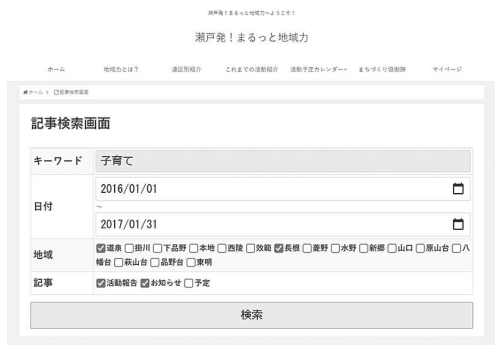 瀬戸発!まるっと地域力へようこそ!
瀬戸発!まるっと地域力
ホーム 地域力とは? 連区別紹介 これまでの活動紹介 活動予定カレンダー まちづくり協働課 マイページ
ホーム › 記事検索画面
記事検索画面
キーワード 子育て
日付 2016/01/01
~
2017/01/31
地域 道泉 掛川 下品野 本地 西陵 效範 長根 菱野 水野 新郷 山口 原山台 八
幡台 萩山台 品野台 東明
記事 活動報告 お知らせ 予定
検索